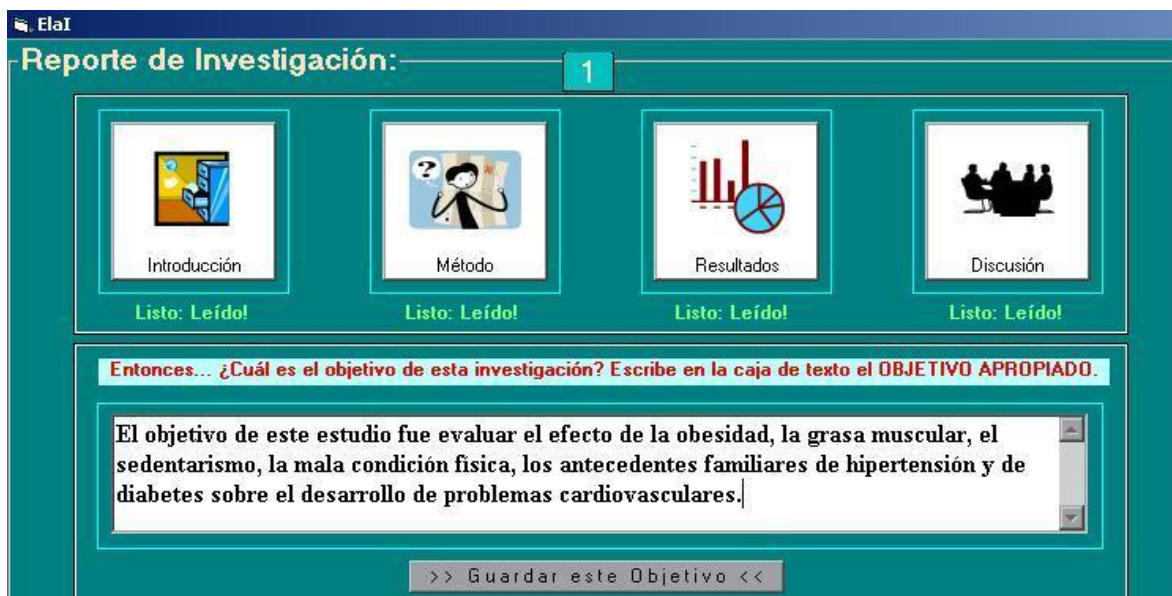 ElaI
Reporte de Investigación:
1
?
Introducción
Método
Resultados
Discusión
Listo: Leído!
Listo: Leído!
Listo: Leído!
Listo: Leído!
Entonces... ¿Cuál es el objetivo de esta investigación? Escribe en la caja de texto el OBJETIVO APROPIADO.
El objetivo de este estudio fue evaluar el efecto de la obesidad, la grasa muscular, el
sedentarismo, la mala condición física, los antecedentes familiares de hipertensión y de
diabetes sobre el desarrollo de problemas cardiovasculares.
>> Guardar este Objetivo <<